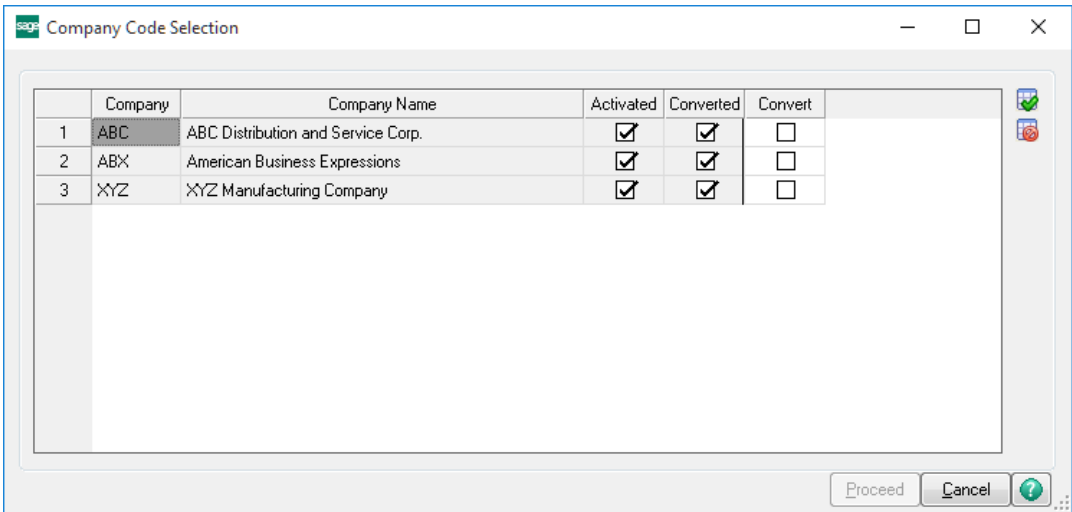 sage Company Code Selection
Company Company Name Activated Converted Convert
1 ABC ABC Distribution and Service Corp.
2 ABX American Business Expressions
3 XYZ XYZ Manufacturing Company
Proceed Cancel ?